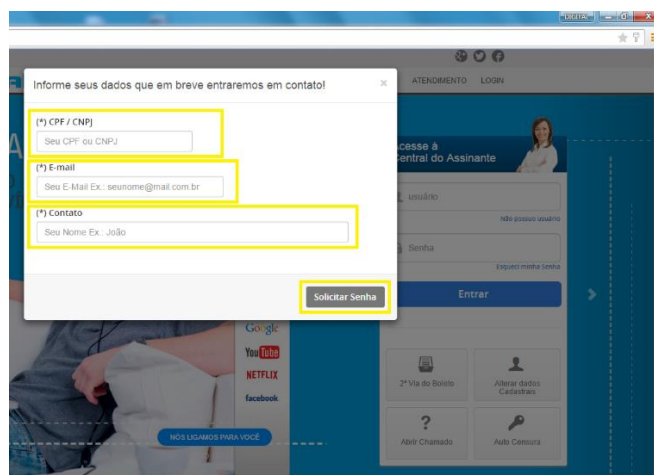 DIGITAL
ATENDIMENTO LOGIN
Informe seus dados que em breve entraremos em contato! ×
(*) CPF / CNPJ
Seu CPF ou CNPJ
(*) E-mail
Seu E-Mail Ex.: seunome@mail.com.br
(*) Contato
Seu Nome Ex.: João
Solicitar Senha
Acesse à
Central do Assinante
usuário
Não possuo usuário
Senha
Esqueci minha Senha
Entrar
Google
You Tube
NETFLIX
facebook
2ª Via do Boleto
Alterar dados
Cadastrais
Abrir Chamado
Auto Censura
NÓS LIGAMOS PARA VOCÊ